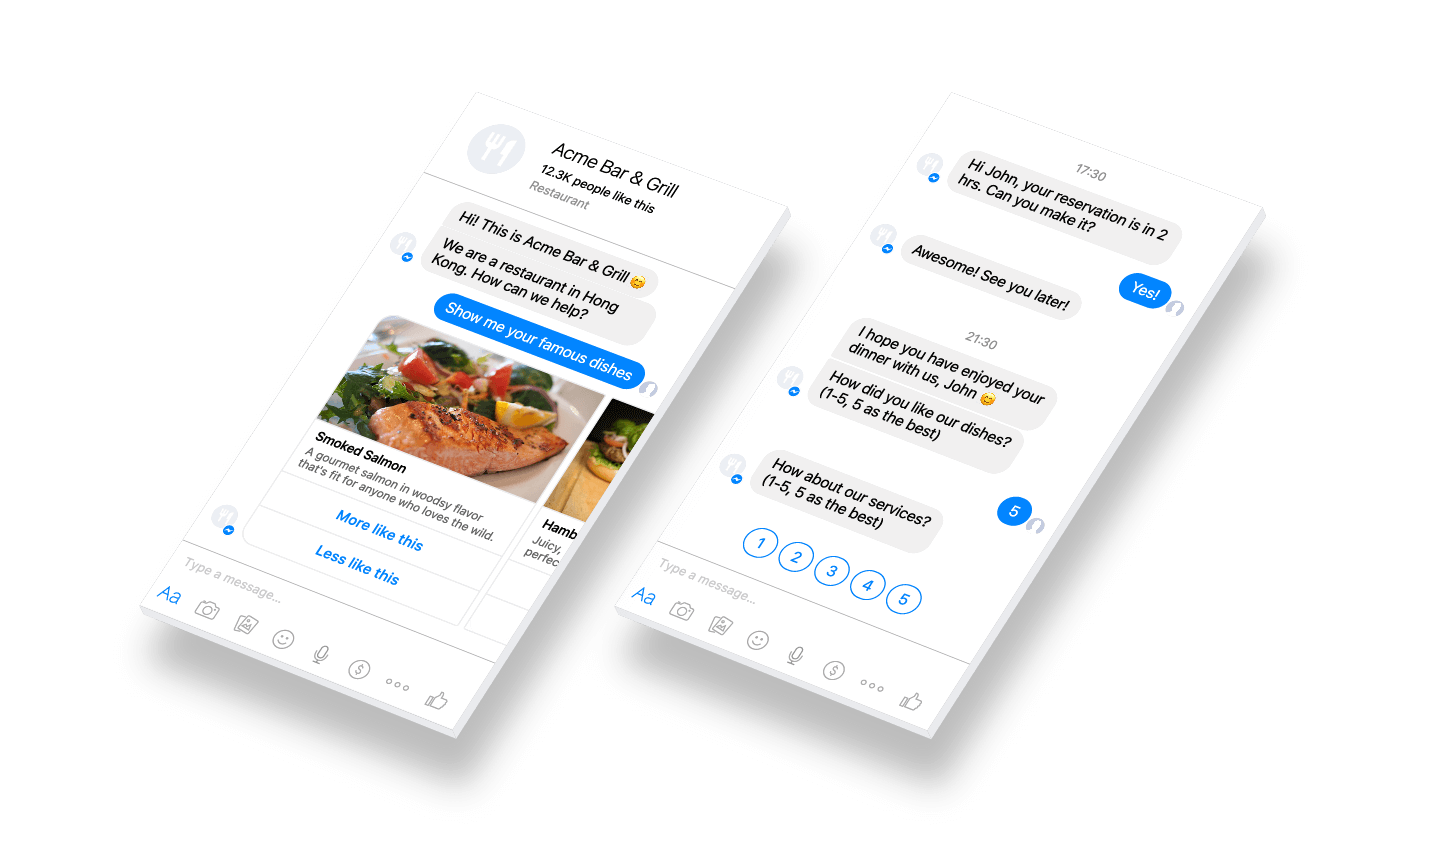 Acme Bar & Grill
12.3K people like this
Restaurant
Hi! This is Acme Bar & Grill 😊
We are a restaurant in Hong
Kong. How can we help?
Show me your famous dishes
Smoked Salmon
A gourmet salmon in woodsy flavor
that's fit for anyone who loves the wild.
More like this
Less like this
Hamb
Juicy,
perfec
Type a message...
Aa
$
17:30
Hi John, your reservation is in 2
hrs. Can you make it?
Yes!
Awesome! See you later!
21:30
I hope you have enjoyed your
dinner with us, John 😊
How did you like our dishes?
(1-5, 5 as the best)
5
How about our services?
(1-5, 5 as the best)
1 2 3 4 5
Type a message...
Aa
$